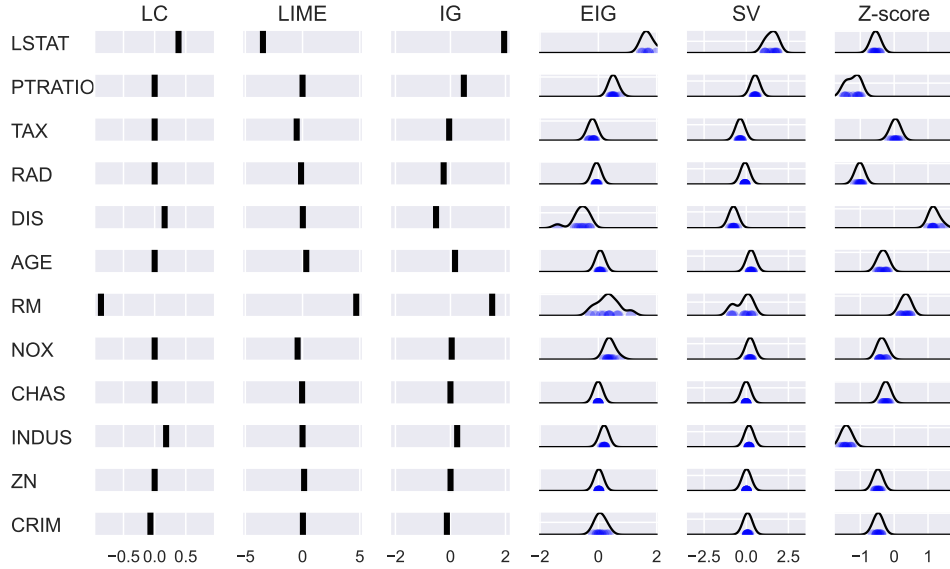 LC LIME IG EIG SV Z-score
LSTAT
PTRATIO
TAX
RAD
DIS
AGE
RM
NOX
CHAS
INDUS
ZN
CRIM
−0.5 0.0 0.5 −5 0 5 −2 0 2 −2 0 2 −2.5 0.0 2.5 −1 0 1